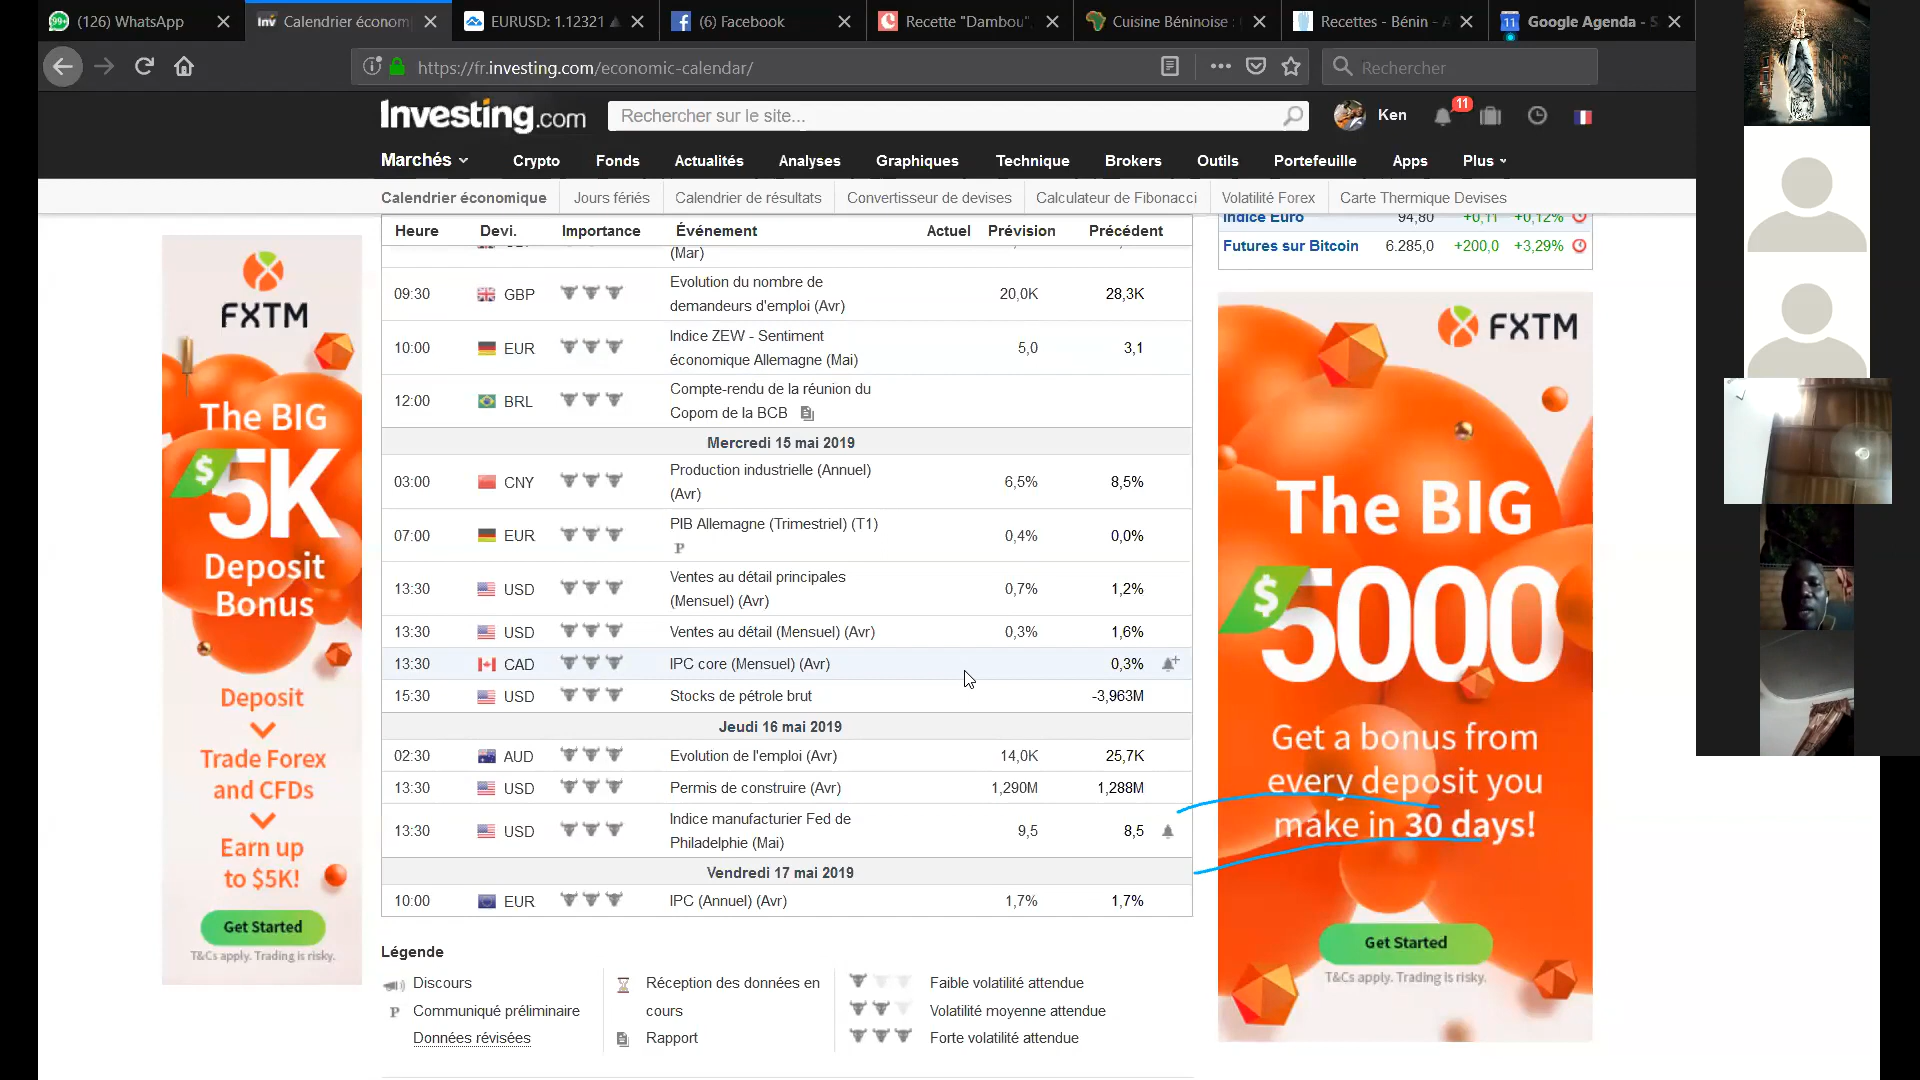 (126) WhatsApp
Calendrier économ
EURUSD: 1.12321
(6) Facebook
Recette "Dambou"
Cuisine Béninoise :
Recettes - Bénin - A
Google Agenda - S
https://fr.investing.com/economic-calendar/
Rechercher
Investing.com
Rechercher sur le site...
Ken
11
Marchés
Crypto
Fonds
Actualités
Analyses
Graphiques
Technique
Brokers
Outils
Portefeuille
Apps
Plus
Calendrier économique
Jours fériés
Calendrier de résultats
Convertisseur de devises
Calculateur de Fibonacci
Volatilité Forex
Carte Thermique Devises
Heure Devi. Importance Événement Actuel Prévision Précédent
(Mar)
09:30 GBP Evolution du nombre de demandeurs d'emploi (Avr) 20,0K 28,3K
10:00 EUR Indice ZEW - Sentiment économique Allemagne (Mai) 5,0 3,1
12:00 BRL Compte-rendu de la réunion du Copom de la BCB
Mercredi 15 mai 2019
03:00 CNY Production industrielle (Annuel) (Avr) 6,5% 8,5%
07:00 EUR PIB Allemagne (Trimestriel) (T1) P 0,4% 0,0%
13:30 USD Ventes au détail principales (Mensuel) (Avr) 0,7% 1,2%
13:30 USD Ventes au détail (Mensuel) (Avr) 0,3% 1,6%
13:30 CAD IPC core (Mensuel) (Avr) 0,3%
15:30 USD Stocks de pétrole brut -3,963M
Jeudi 16 mai 2019
02:30 AUD Evolution de l'emploi (Avr) 14,0K 25,7K
13:30 USD Permis de construire (Avr) 1,290M 1,288M
13:30 USD Indice manufacturier Fed de Philadelphie (Mai) 9,5 8,5
Vendredi 17 mai 2019
10:00 EUR IPC (Annuel) (Avr) 1,7% 1,7%
Légende
Discours
P Communiqué préliminaire
Données révisées
Réception des données en cours
Rapport
Faible volatilité attendue
Volatilité moyenne attendue
Forte volatilité attendue
Indice Euro 94,80 +0,11 +0,12%
Futures sur Bitcoin 6.285,0 +200,0 +3,29%
FXTM
The BIG
$5K
Deposit
Bonus
Deposit
Trade Forex
and CFDs
Earn up
to $5K!
Get Started
T&Cs apply. Trading is risky.
FXTM
The BIG
$5000
Get a bonus from
every deposit you
make in 30 days!
Get Started
T&Cs apply. Trading is risky.